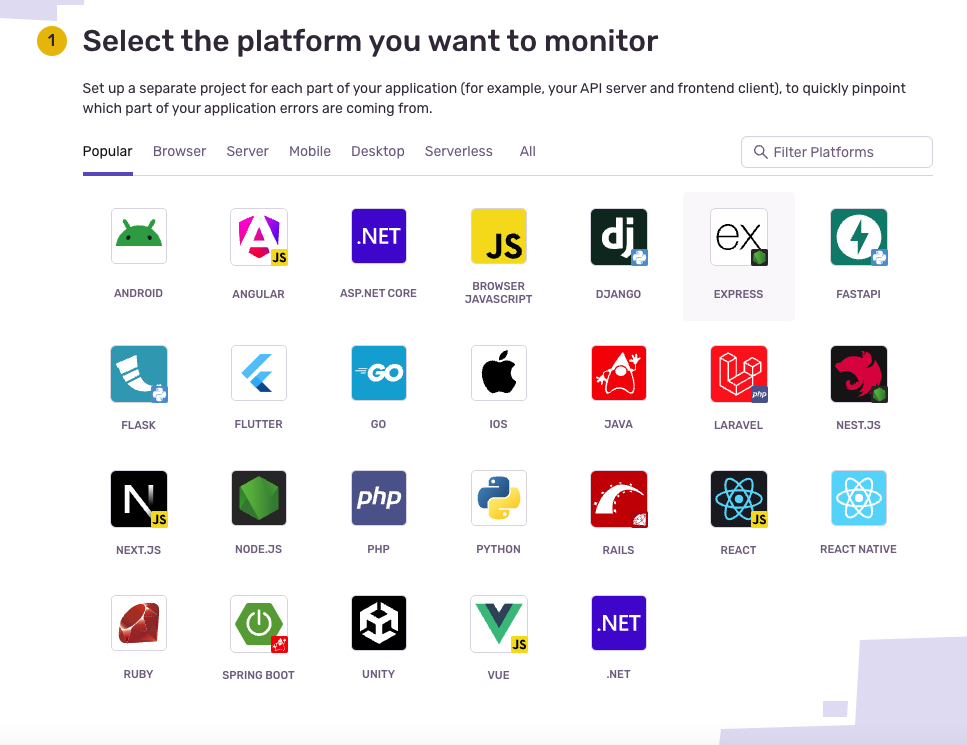 1
Select the platform you want to monitor
Set up a separate project for each part of your application (for example, your API server and frontend client), to quickly pinpoint
which part of your application errors are coming from.
Popular Browser Server Mobile Desktop Serverless All
Filter Platforms
JS
.NET
JS
dj
ex
ANDROID
ANGULAR
ASP.NET CORE
BROWSER
JAVASCRIPT
DJANGO
EXPRESS
FASTAPI
GO
php
FLASK
FLUTTER
GO
IOS
JAVA
LARAVEL
NEST.JS
N
JS
php
JS
NEXT.JS
NODE.JS
PHP
PYTHON
RAILS
REACT
REACT NATIVE
JS
.NET
RUBY
SPRING BOOT
UNITY
VUE
.NET